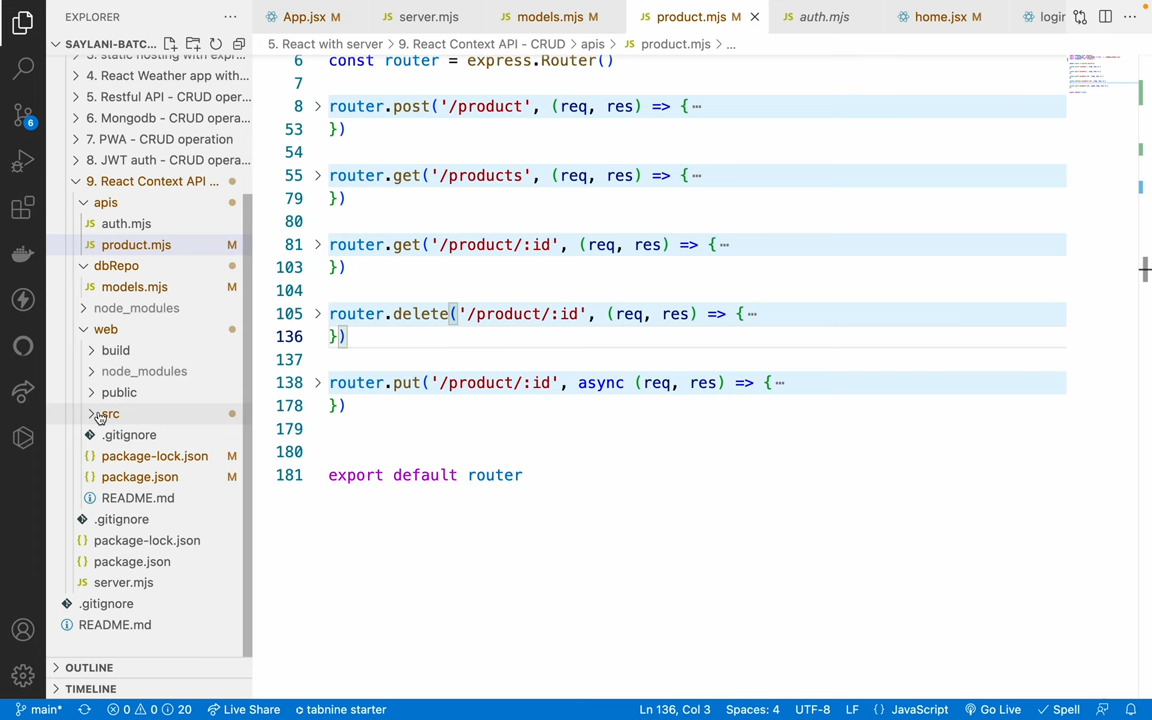 EXPLORER
App.jsx M
server.mjs
models.mjs M
product.mjs M
auth.mjs
home.jsx M
login
SAYLANI-BATC...
5. React with server > 9. React Context API - CRUD > apis > JS product.mjs > ...
3. static hosting with expr...
4. React Weather app with...
5. Restful API - CRUD oper...
6. Mongodb - CRUD opera...
7. PWA - CRUD operation
8. JWT auth - CRUD opera...
9. React Context API ...
apis
JS auth.mjs
JS product.mjs M
dbRepo
JS models.mjs M
node_modules
web
build
node_modules
public
src
.gitignore
{} package-lock.json M
{} package.json M
README.md
.gitignore
{} package-lock.json
{} package.json
JS server.mjs
.gitignore
README.md
OUTLINE
TIMELINE
6 const router = express.Router()
7
8 router.post('/product', (req, res) => {⋯
53 })
54
55 router.get('/products', (req, res) => {⋯
79 })
80
81 router.get('/product/:id', (req, res) => {⋯
103 })
104
105 router.delete('/product/:id', (req, res) => {⋯
136 })
137
138 router.put('/product/:id', async (req, res) => {⋯
178 })
179
180
181 export default router
6
main* 0 0 20 Live Share tabnine starter Ln 136, Col 3 Spaces: 4 UTF-8 LF {} JavaScript Go Live Spell